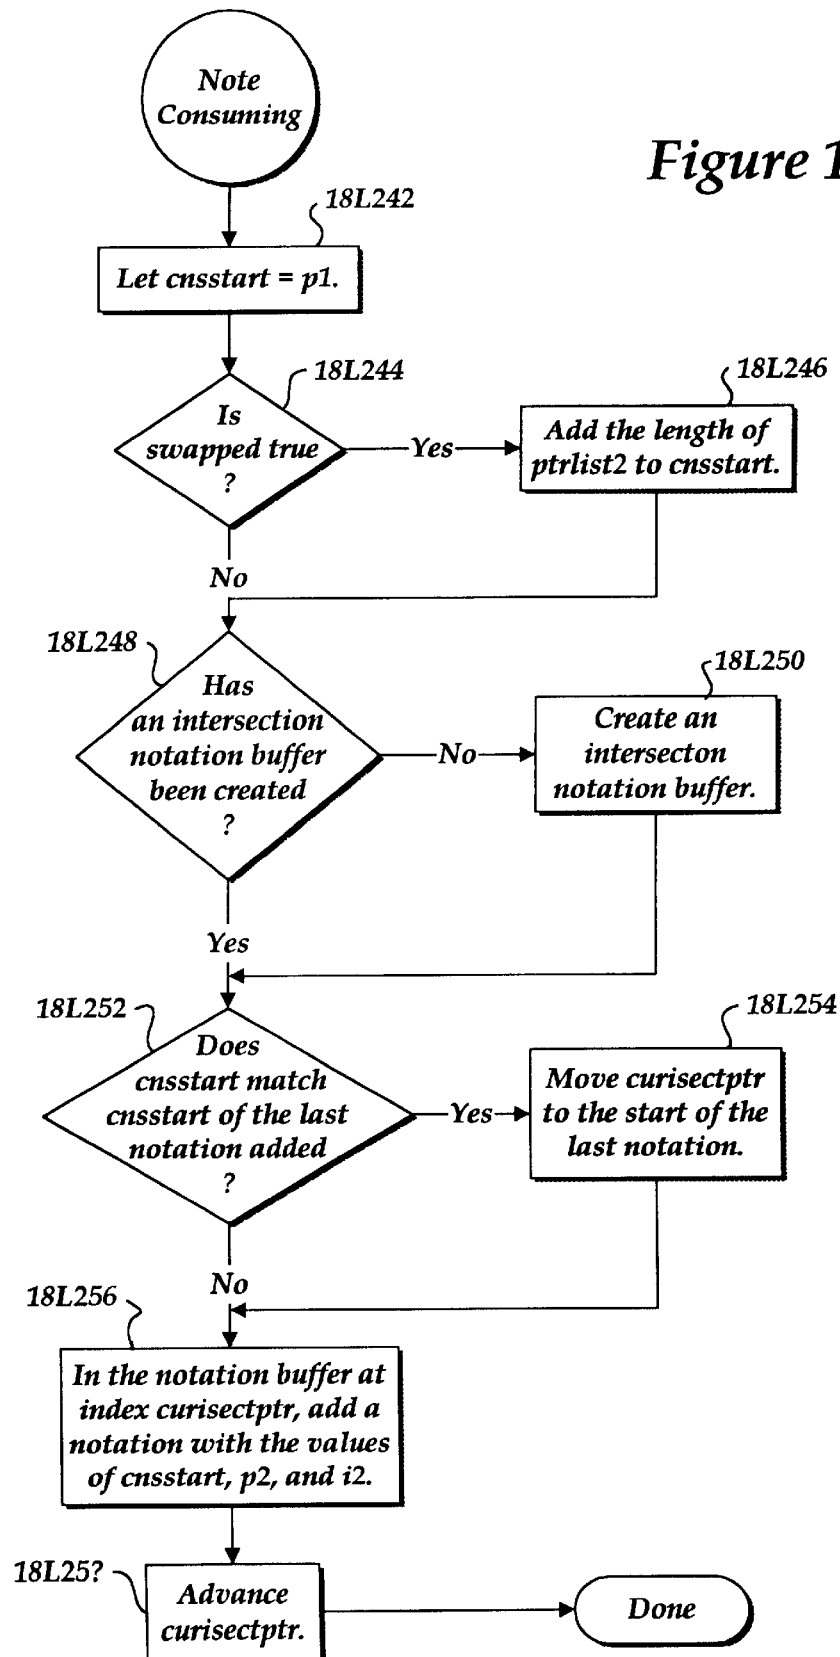 Note
Consuming
Figure 1
18L242
Let cnsstart = p1.
18L244
Is
swapped true
?
Yes
18L246
Add the length of
ptrlist2 to cnsstart.
No
18L248
Has
an intersection
notation buffer
been created
?
No
18L250
Create an
intersecton
notation buffer.
Yes
18L252
Does
cnsstart match
cnsstart of the last
notation added
?
Yes
18L254
Move curisectptr
to the start of the
last notation.
No
18L256
In the notation buffer at
index curisectptr, add a
notation with the values
of cnsstart, p2, and i2.
18L25?
Advance
curisectptr.
Done